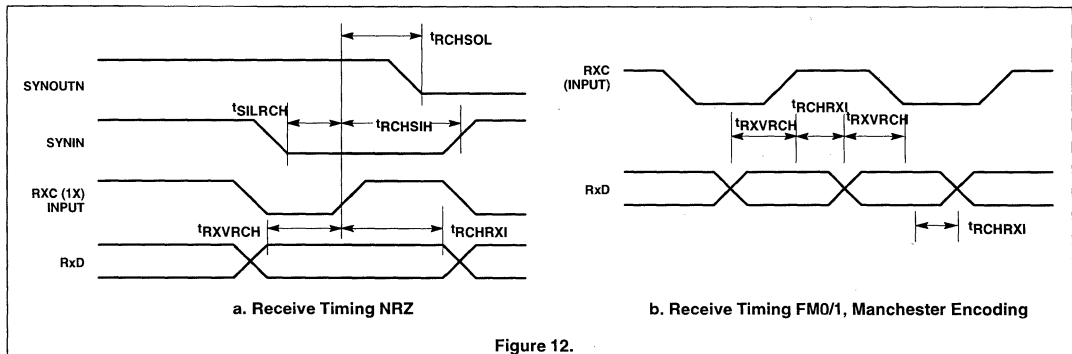 tRCHSOL
SYNOUTN
tSILRCH
tRCHSIH
SYNIN
RXC (1X)
INPUT
tRXVRCH
tRCHRXI
RxD
a. Receive Timing NRZ
RXC
(INPUT)
tRCHRXI
tRXVRCH
tRXVRCH
RxD
tRCHRXI
b. Receive Timing FM0/1, Manchester Encoding
Figure 12.